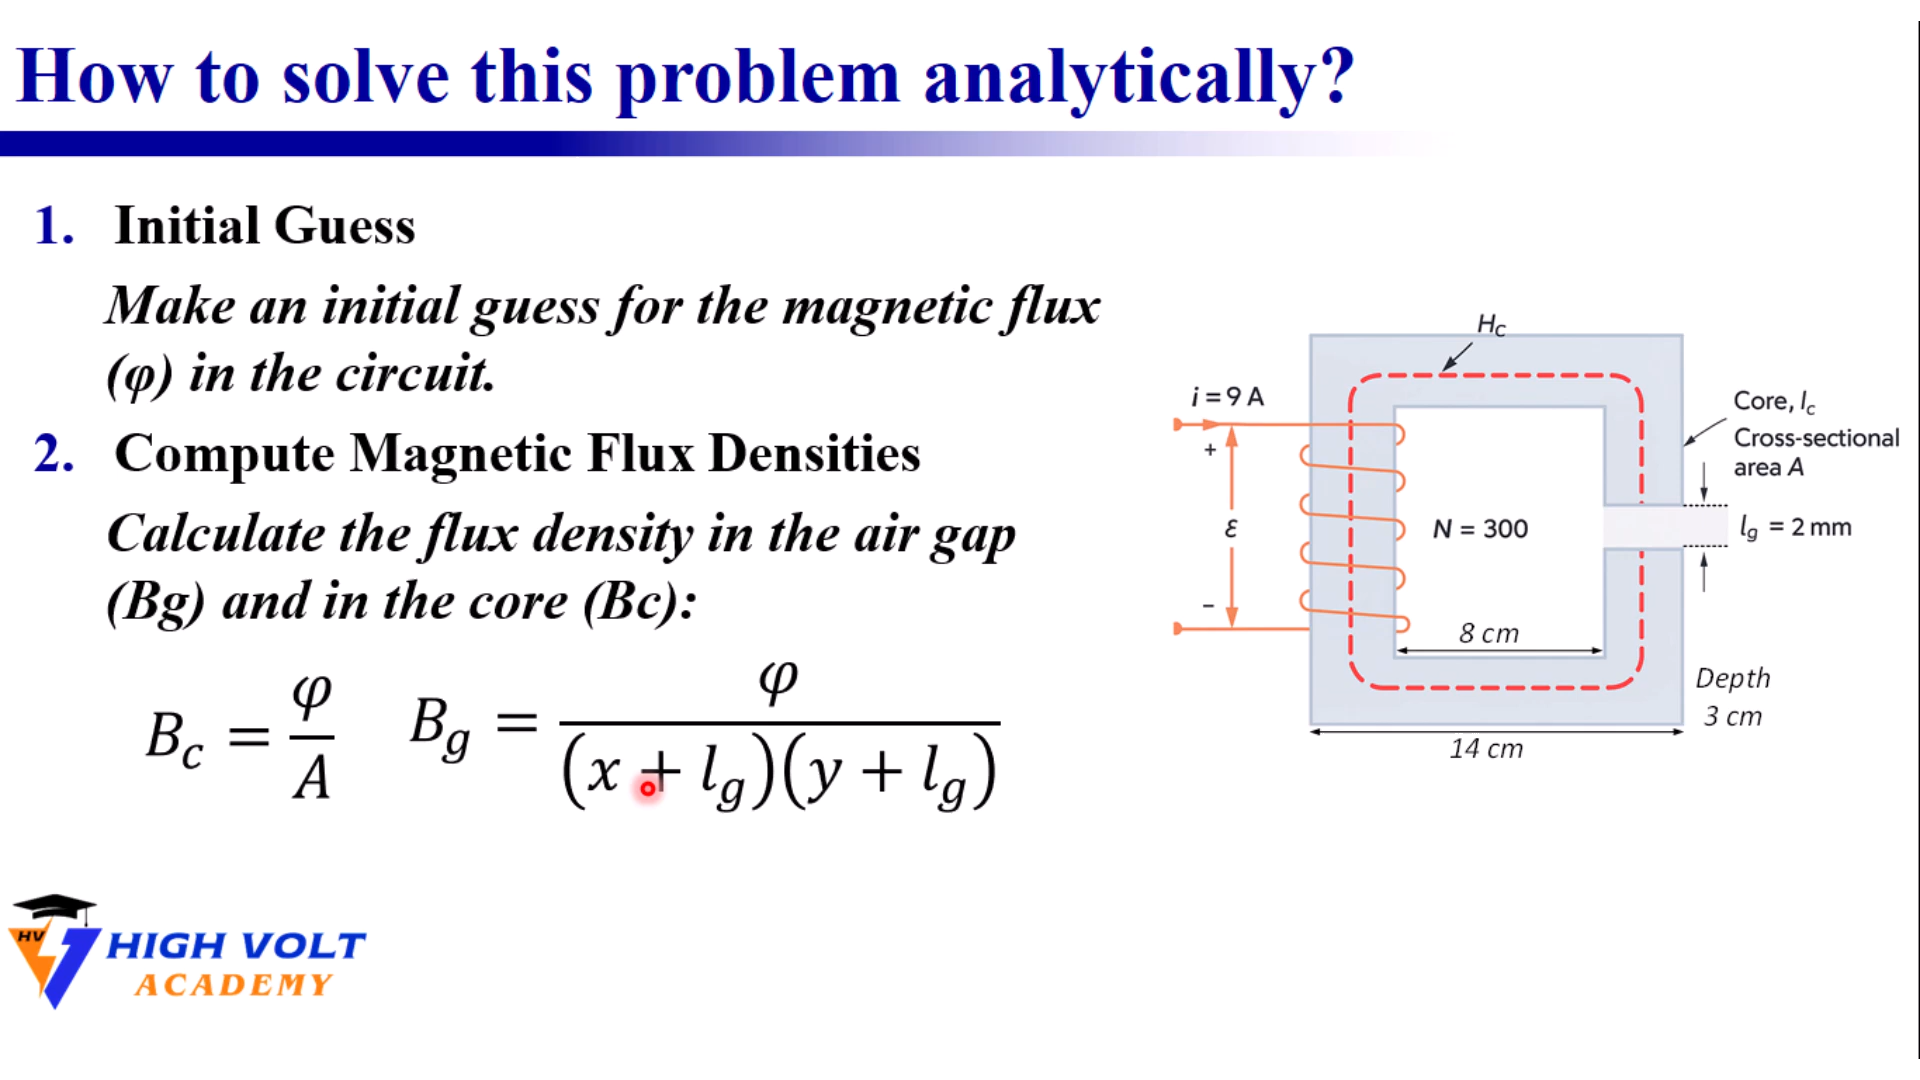 How to solve this problem analytically?
1. Initial Guess
Make an initial guess for the magnetic flux
(φ) in the circuit.
2. Compute Magnetic Flux Densities
Calculate the flux density in the air gap
(Bg) and in the core (Bc):
B_c = φ/A B_g = φ/((x + l_g)(y + l_g))
H_C
i = 9 A
+
ε
−
N = 300
8 cm
14 cm
Core, l_c
Cross-sectional
area A
l_g = 2 mm
Depth
3 cm
HV
HIGH VOLT
ACADEMY